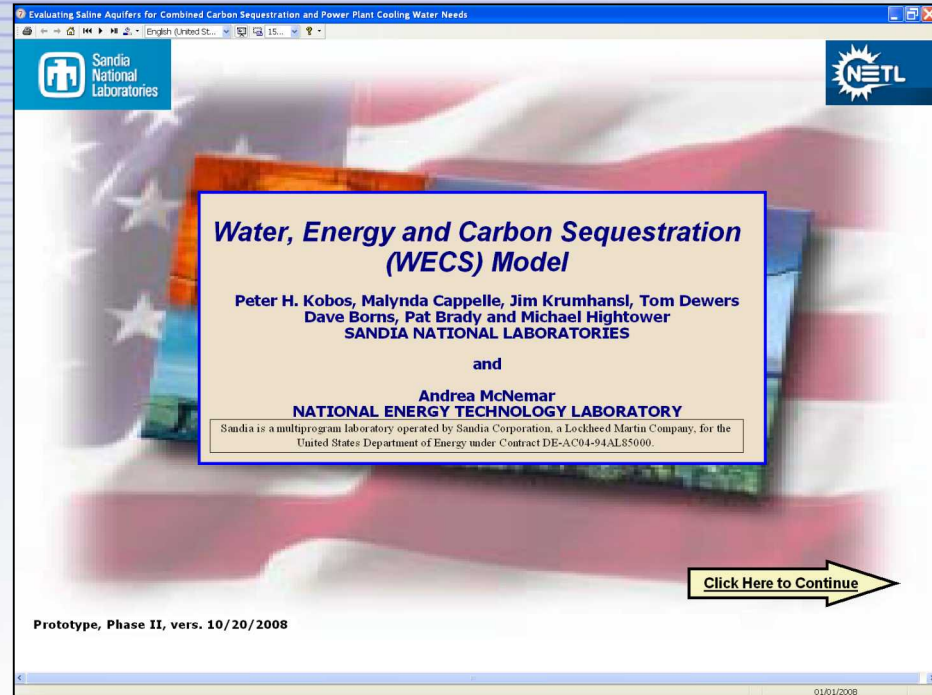 Evaluating Saline Aquifers for Combined Carbon Sequestration and Power Plant Cooling Water Needs
English (United St...
15...
Sandia
National
Laboratories
NETL
Water, Energy and Carbon Sequestration
(WECS) Model
Peter H. Kobos, Malynda Cappelle, Jim Krumhansl, Tom Dewers
Dave Borns, Pat Brady and Michael Hightower
SANDIA NATIONAL LABORATORIES
and
Andrea McNemar
NATIONAL ENERGY TECHNOLOGY LABORATORY
Sandia is a multiprogram laboratory operated by Sandia Corporation, a Lockheed Martin Company, for the
United States Department of Energy under Contract DE-AC04-94AL85000.
Click Here to Continue
Prototype, Phase II, vers. 10/20/2008
01/01/2008